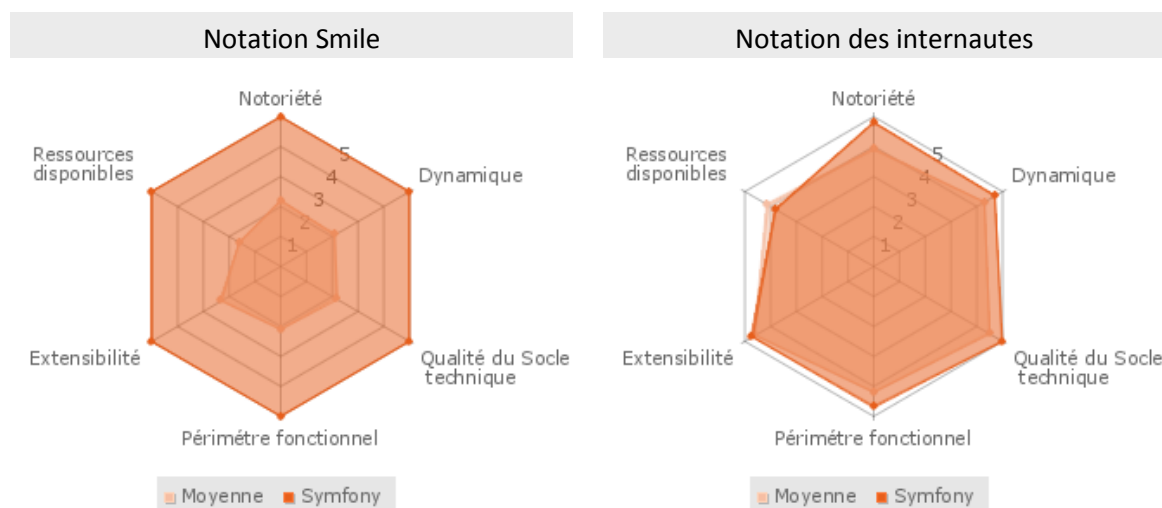 Notation Smile
Notoriété
Ressources
disponibles
5
Dynamique
4
3
2
1
Extensibilité
Qualité du Socle
technique
Périmétre fonctionnel
Moyenne Symfony
Notation des internautes
Notoriété
Ressources
disponibles
5
Dynamique
4
3
2
1
Extensibilité
Qualité du Socle
technique
Périmétre fonctionnel
Moyenne Symfony